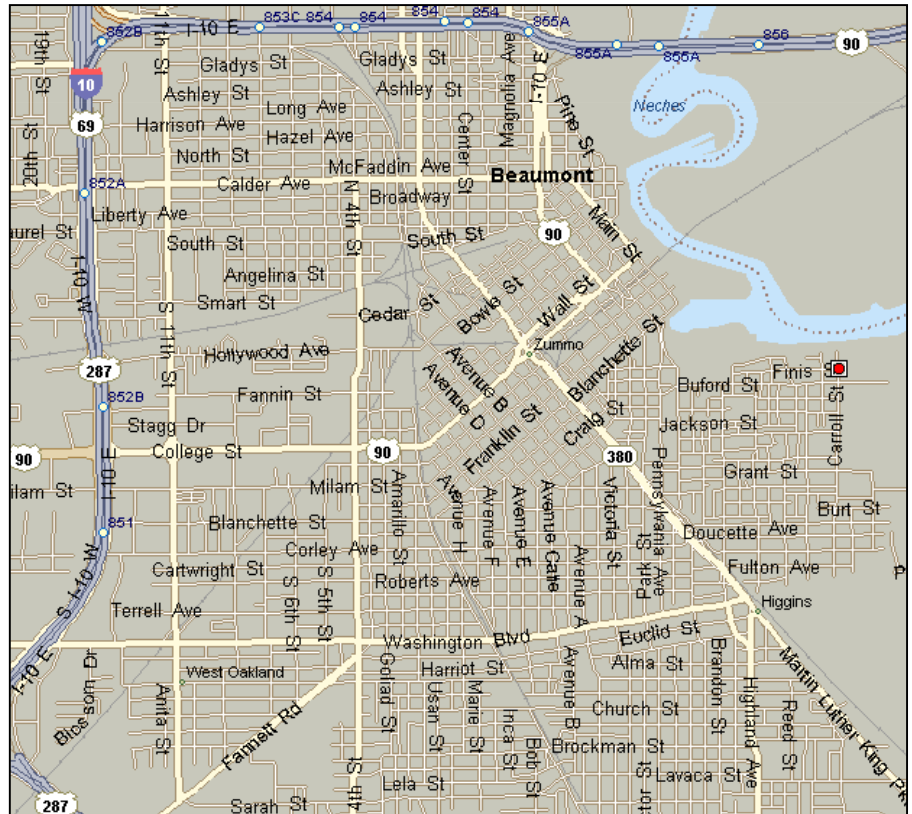 852B
I-10 E
853C
854
854
854
854
855A
855A
855A
856
90
19th St
11th St
Gladys St
Gladys St
Magnolia Ave
I-10 E
Pine St
Neches
10
Ashley St
Ashley St
Long Ave
69
Harrison Ave
Hazel Ave
Center St
20th St
North St
McFaddin Ave
Beaumont
852A
Calder Ave
N 4th St
Broadway
Liberty Ave
aurel St
South St
South St
90
Main St
I-10 W
Angelina St
Smart St
Cedar St
Bowie St
Wall St
S 11th St
Hollywood Ave
Zummo
Blanchette St
287
Avenue B
Finis St
Fannin St
Avenue D
Buford St
852B
Carroll St
Stagg Dr
Franklin St
Craig St
Jackson St
90
College St
90
380
I-10 E
Pennsylvania Ave
Grant St
Milam St
Milam St
Amarillo St
Avenue H
Avenue F
Avenue E
Avenue Cate
Victoria St
Burt St
851
Blanchette St
Doucette Ave
Corley Ave
Cartwright St
Roberts Ave
Avenue A
Park St
Fulton Ave
P
S I-10 W
S 6th St
S 5th St
Terrell Ave
Higgins
Washington Blvd
Euclid St
I-10 E
Blossom Dr
West Oakland
Harriot St
Alma St
Anita St
Goliad St
Usan St
Marie St
Avenue B
Brandon St
Highland Ave
Martin Luther King Pk
Fannett Rd
Inca St
Church St
Reed St
Brockman St
Bob St
4th St
Lela St
Lavaca St
tor St
287
Sarah St